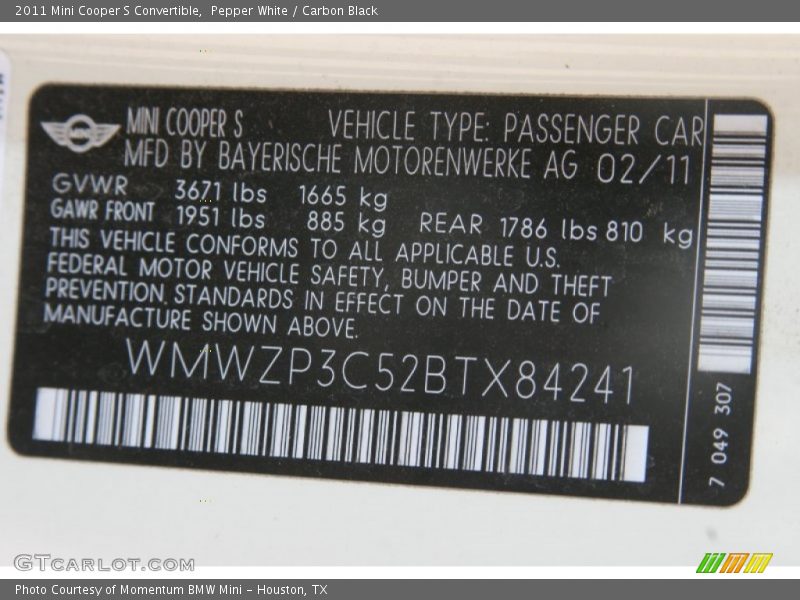 2011 Mini Cooper S Convertible,  Pepper White / Carbon Black
MINI
MINI COOPER S VEHICLE TYPE: PASSENGER CAR
MFD BY BAYERISCHE MOTORENWERKE AG 02/11
GVWR 3671 lbs 1665 kg
GAWR FRONT 1951 lbs 885 kg REAR 1786 lbs 810 kg
THIS VEHICLE CONFORMS TO ALL APPLICABLE U.S.
FEDERAL MOTOR VEHICLE SAFETY, BUMPER AND THEFT
PREVENTION STANDARDS IN EFFECT ON THE DATE OF
MANUFACTURE SHOWN ABOVE.
WMWZP3C52BTX84241
7 049 307
GTCARLOT.COM
Photo Courtesy of Momentum BMW Mini - Houston, TX